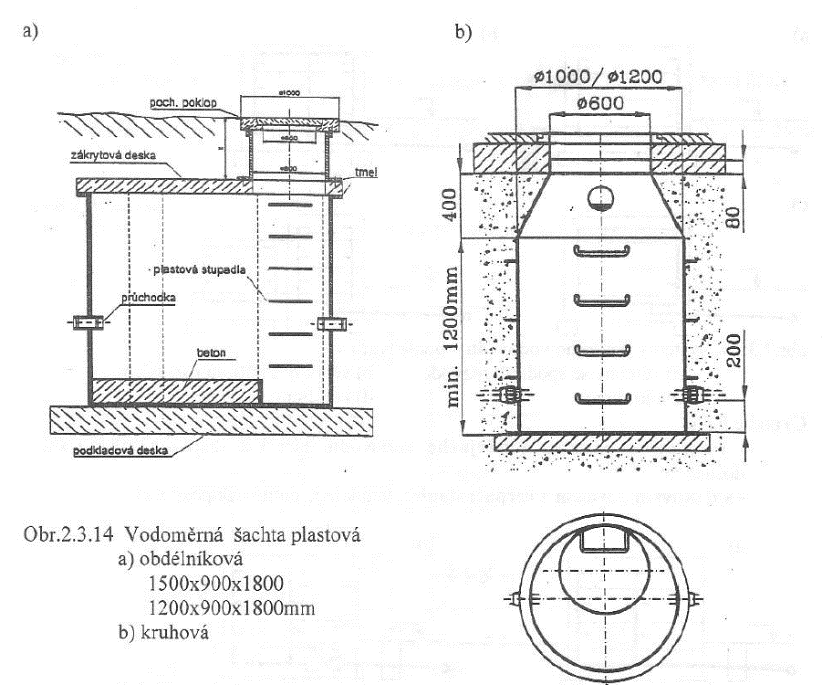 a)
b)
ø1000
poch. poklop
ø600
zákrytová deska
tmel
plastová stupadla
průchodka
beton
podkladová deska
ø1000/ø1200
ø600
400
80
min. 1200mm
200
Obr.2.3.14 Vodoměrná šachta plastová
a) obdélníková
1500x900x1800
1200x900x1800mm
b) kruhová